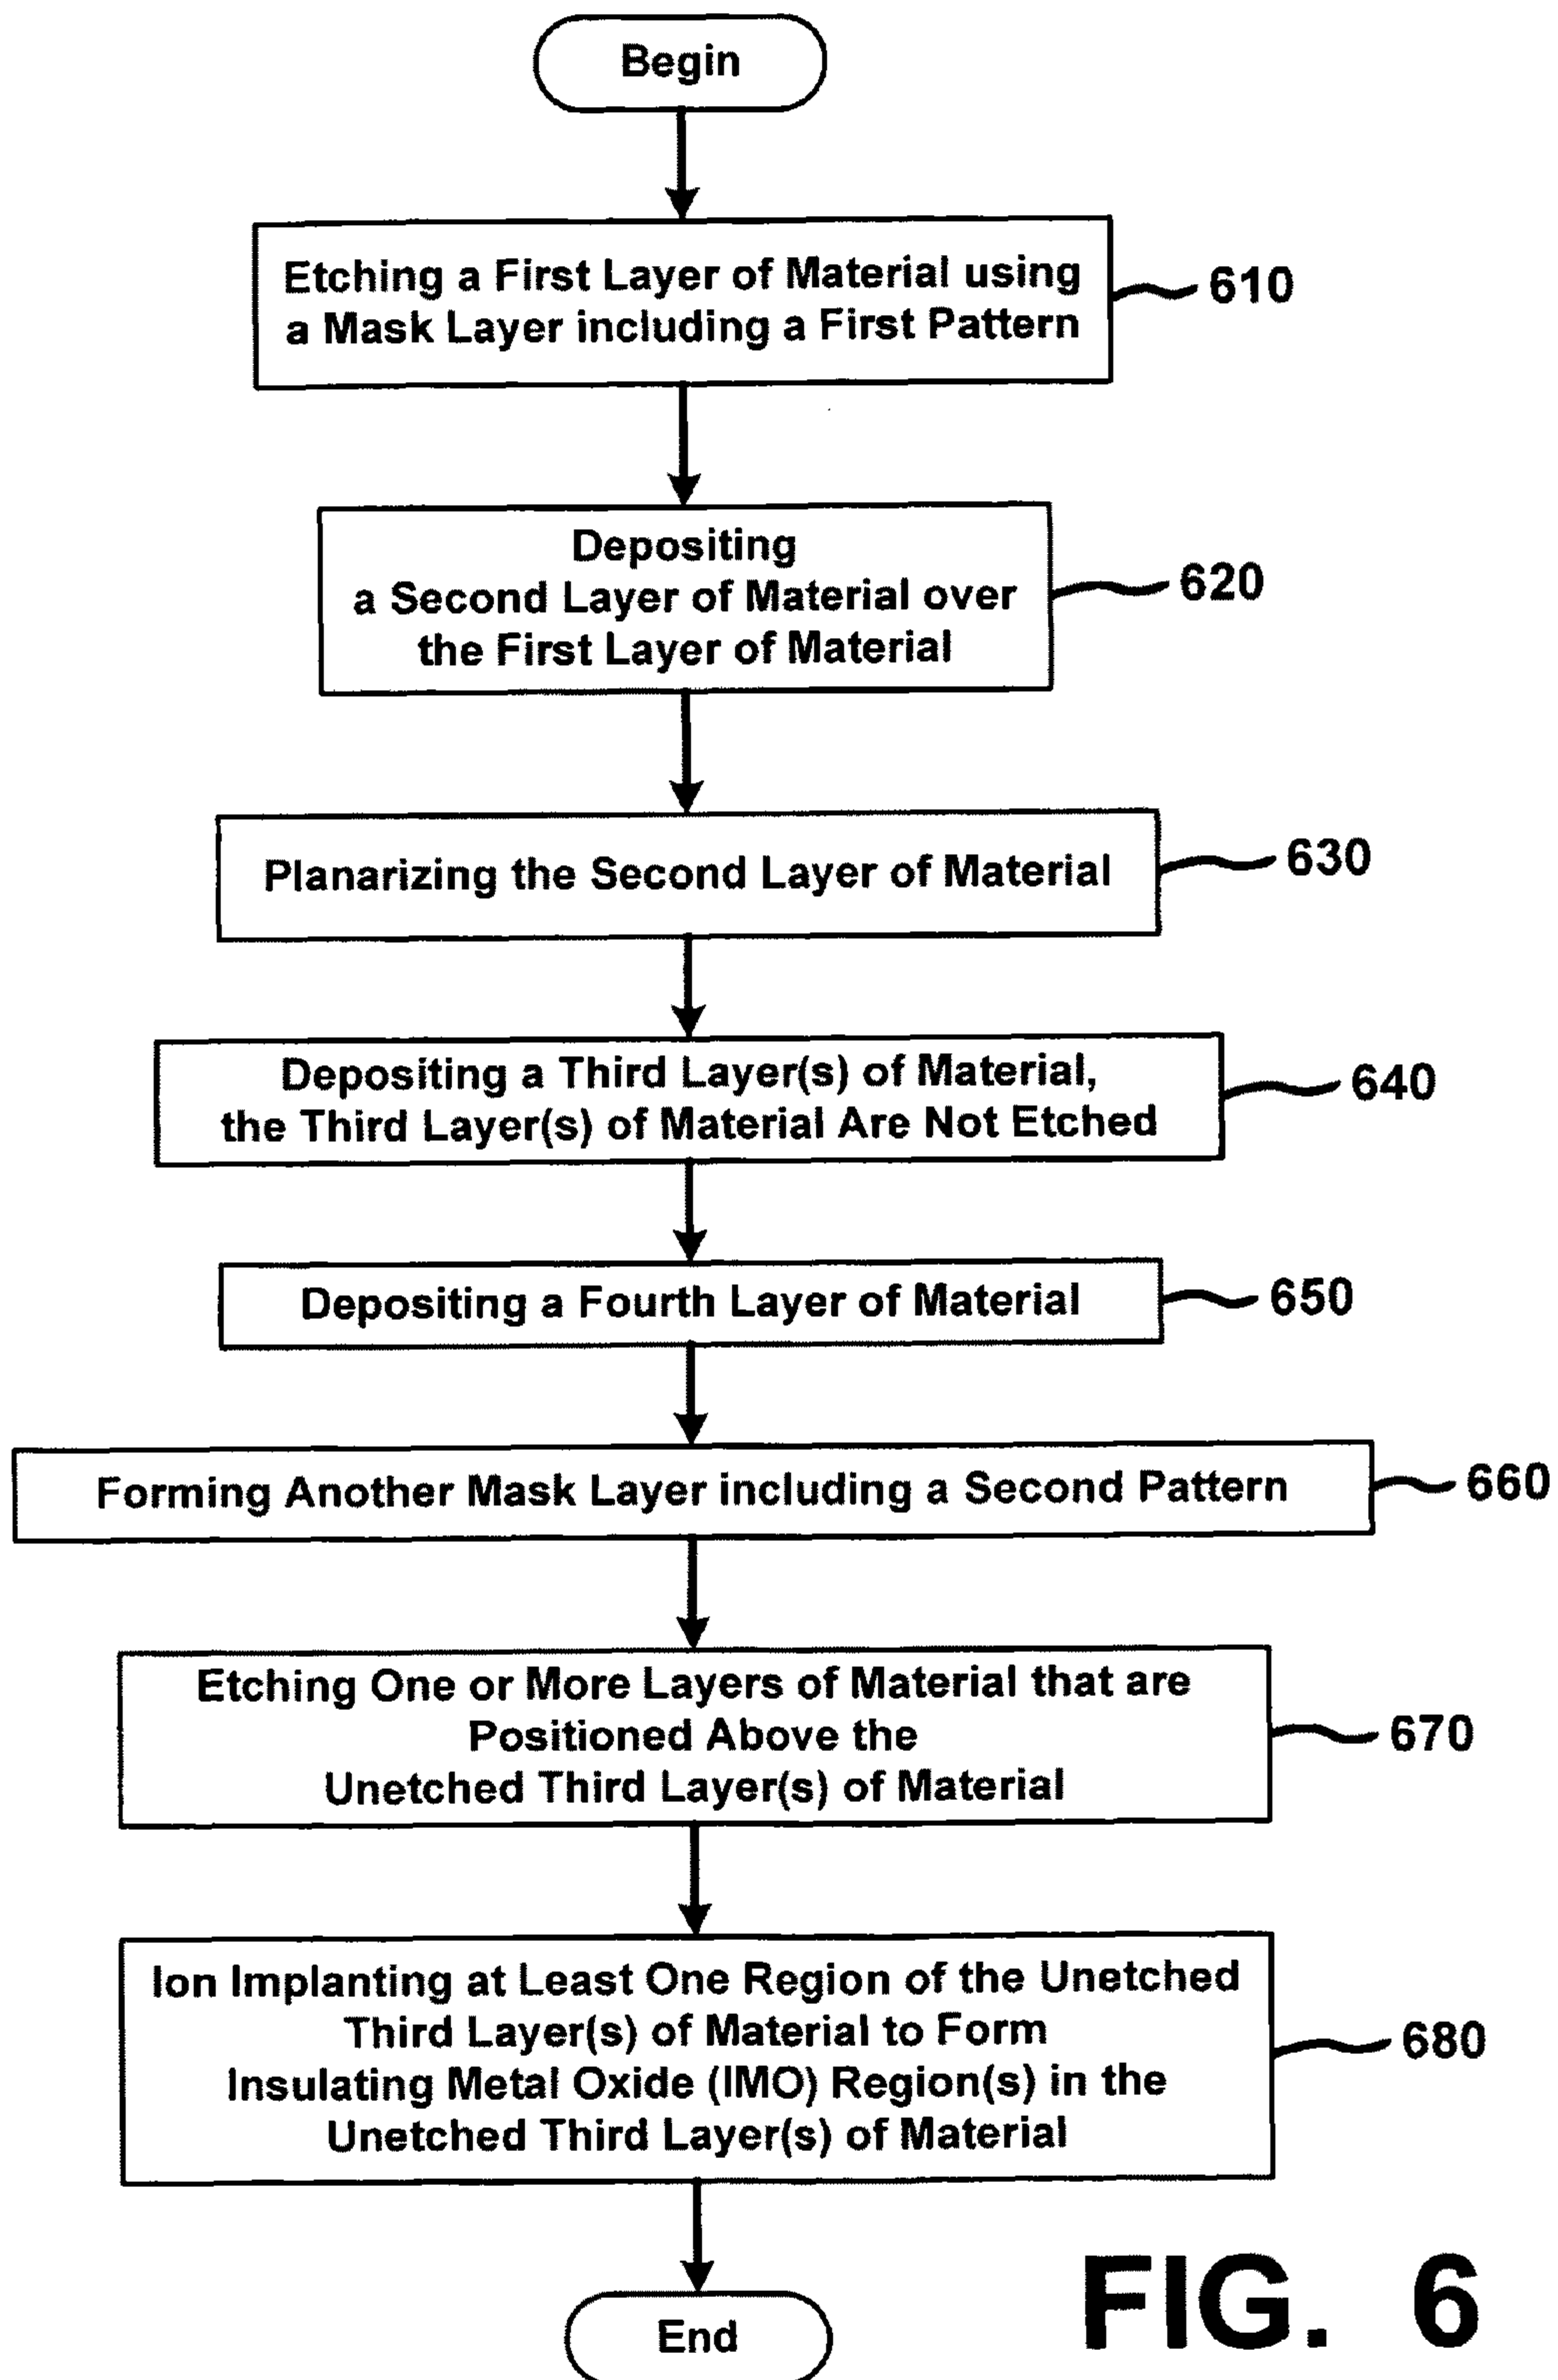 Begin
Etching a First Layer of Material using
a Mask Layer including a First Pattern
610
Depositing
a Second Layer of Material over
the First Layer of Material
620
Planarizing the Second Layer of Material
630
Depositing a Third Layer(s) of Material,
the Third Layer(s) of Material Are Not Etched
640
Depositing a Fourth Layer of Material
650
Forming Another Mask Layer including a Second Pattern
660
Etching One or More Layers of Material that are
Positioned Above the
Unetched Third Layer(s) of Material
670
Ion Implanting at Least One Region of the Unetched
Third Layer(s) of Material to Form
Insulating Metal Oxide (IMO) Region(s) in the
Unetched Third Layer(s) of Material
680
End
FIG. 6